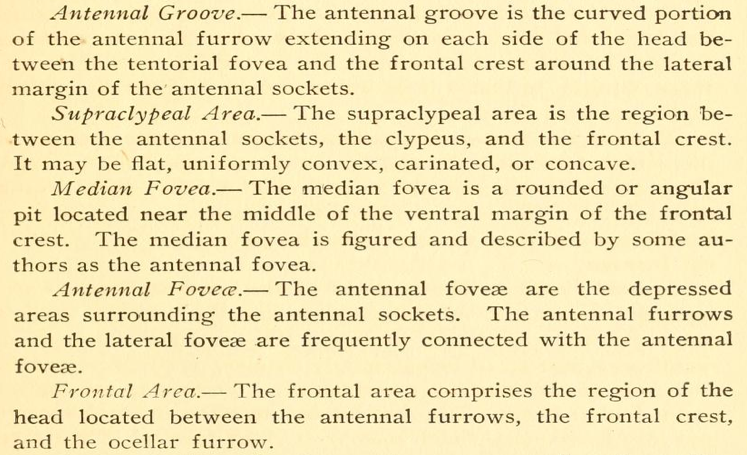 Antennal Groove.— The antennal groove is the curved portion
of the antennal furrow extending on each side of the head be-
tween the tentorial fovea and the frontal crest around the lateral
margin of the antennal sockets.
Supraclypeal Area.— The supraclypeal area is the region be-
tween the antennal sockets, the clypeus, and the frontal crest.
It may be flat, uniformly convex, carinated, or concave.
Median Fovea.— The median fovea is a rounded or angular
pit located near the middle of the ventral margin of the frontal
crest. The median fovea is figured and described by some au-
thors as the antennal fovea.
Antennal Foveæ.— The antennal foveæ are the depressed
areas surrounding the antennal sockets. The antennal furrows
and the lateral foveæ are frequently connected with the antennal
foveæ.
Frontal Area.— The frontal area comprises the region of the
head located between the antennal furrows, the frontal crest,
and the ocellar furrow.